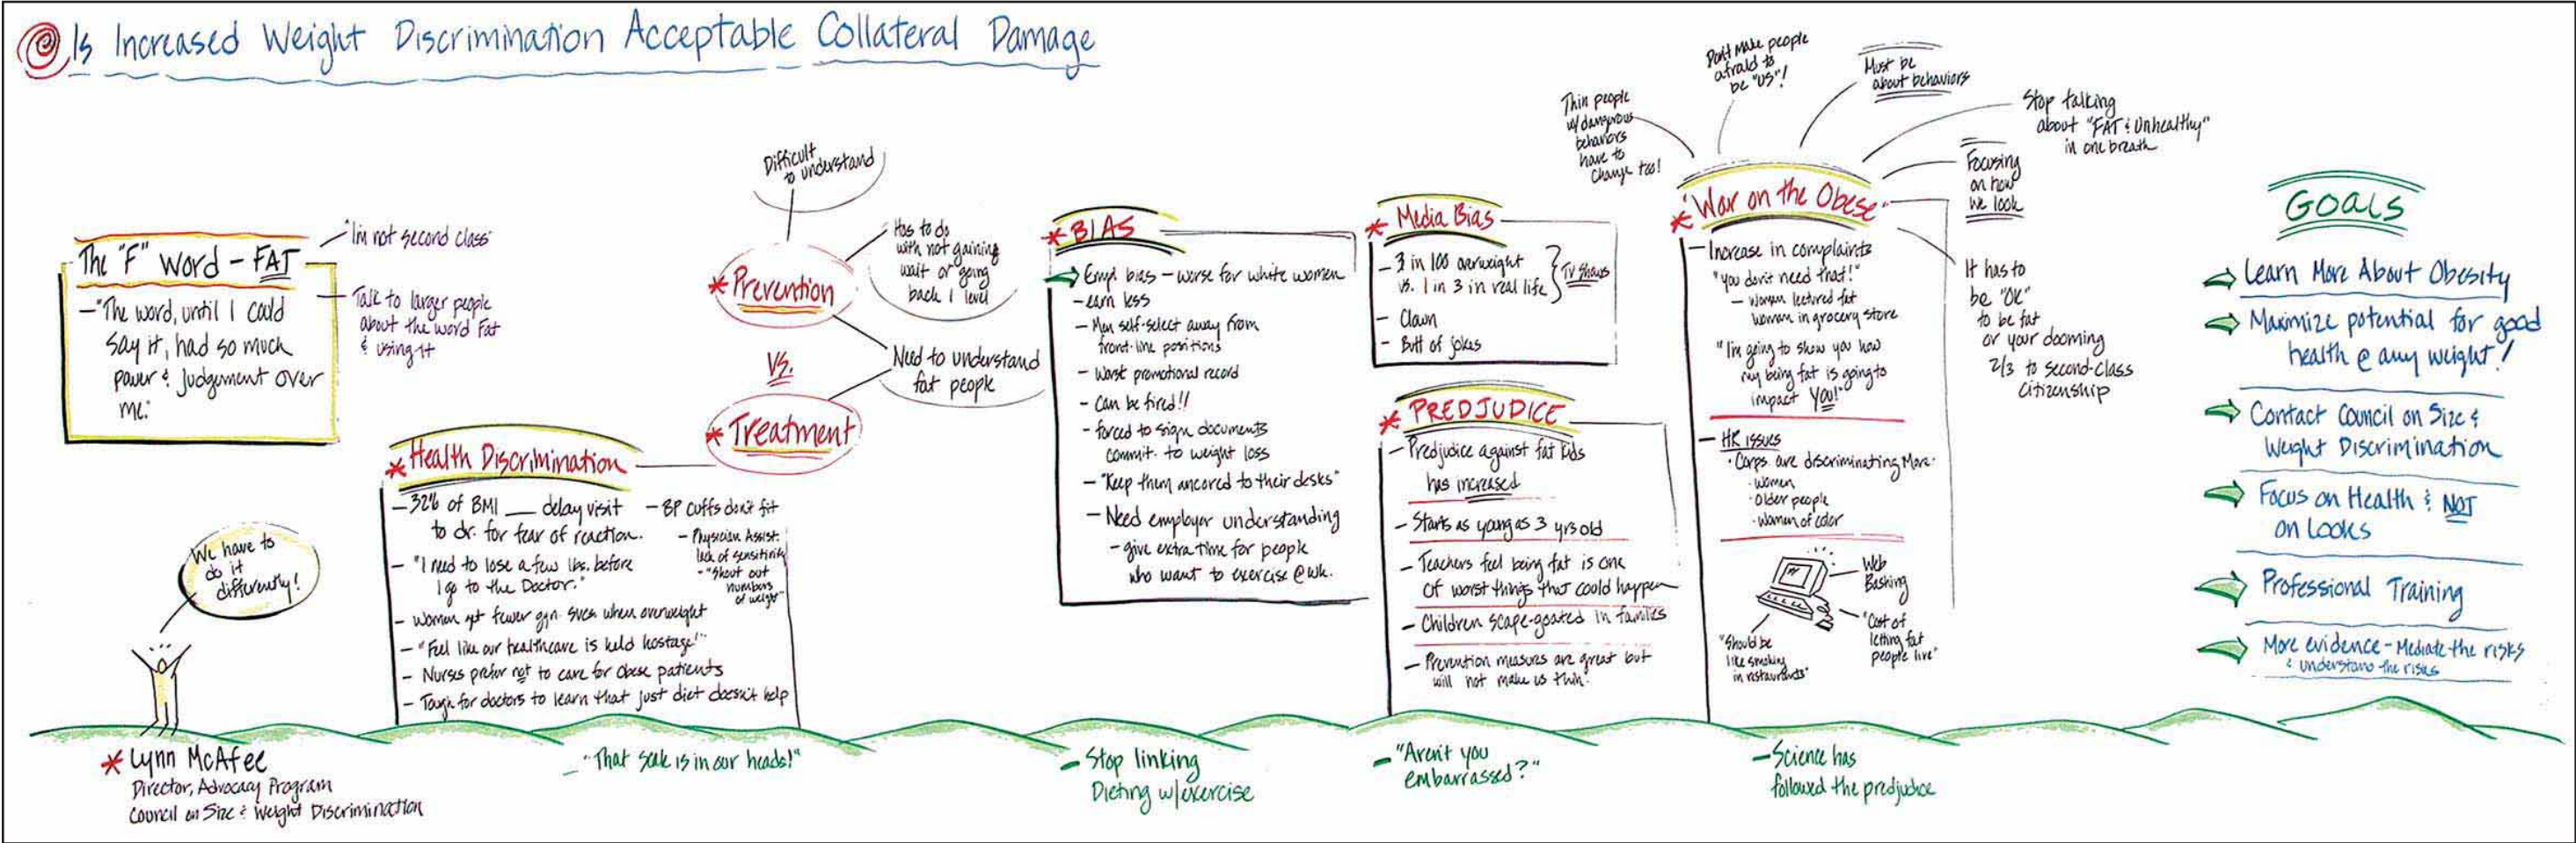 Is Increased Weight Discrimination Acceptable Collateral Damage
The "F" Word - FAT
- "The word, until I could
say it, had so much
power & judgement over
me."
"I'm not second class"
Talk to larger people
about the word Fat
& using it
We have to
do it
differently!
* Lynn McAfee
Director, Advocacy Program
Council on Size & Weight Discrimination
Difficult
to understand
* Prevention
Has to do
with not gaining
wait or going
back 1 level
VS.
Need to understand
fat people
* Treatment
* Health Discrimination
- 32% of BMI ___ delay visit
to dr. for fear of reaction.
- "I need to lose a few lbs. before
I go to the Doctor."
- Women get fewer gyn. svcs when overweight
- "Feel like our healthcare is held hostage!"
- Nurses prefer not to care for obese patients
- Tough for doctors to learn that just diet doesn't help
- BP cuffs don't fit
- Physician Assist.
lack of sensitivity
- "Shout out
numbers
of weight"
- "That scale is in our heads!"
* BIAS
Empl bias - worse for white women
- earn less
- Men self-select away from
front-line positions
- Worst promotional record
- Can be fired!!
- forced to sign documents
commit. to weight loss
- "Keep them ancored to their desks"
- Need employer understanding
- give extra time for people
who want to exercise @ wk.
- Stop linking
Dieting w/exercise
* Media Bias
- 3 in 100 overweight
vs. 1 in 3 in real life
TV Shows
- Clown
- Butt of jokes
* PREDJUDICE
- Predjudice against fat kids
has increased
- Starts as young as 3 yrs old
- Teachers feel being fat is one
of worst things that could happen
- Children scape-goated in families
- Prevention measures are great but
will not make us thin.
- "Aren't you
embarrassed?"
Thin people
w/dangerous
behaviors
have to
change too!
Don't make people
afraid to
be "US"!
Must be
about behaviors
Stop talking
about "FAT & Unhealthy"
in one breath
Focusing
on how
we look
It has to
be "OK"
to be fat
or your dooming
2/3 to second-class
citizenship
* "War on the Obese"
- Increase in complaints
"you don't need that!"
- Woman lectured fat
woman in grocery store
"I'm going to show you how
my being fat is going to
impact YOU!"
- HR issues
· Corps. are discriminating more·
· Women
· Older people
· Women of color
Web
Bashing
"Cost of
letting fat
people live"
"Should be
like smoking
in restaurants"
- Science has
followed the predjudice
GOALS
Learn More About Obesity
Maximize potential for good
health @ any weight!
Contact Council on Size &
Weight Discrimination
Focus on Health & NOT
on Looks
Professional Training
More evidence - Mediate the risks
& understand the risks